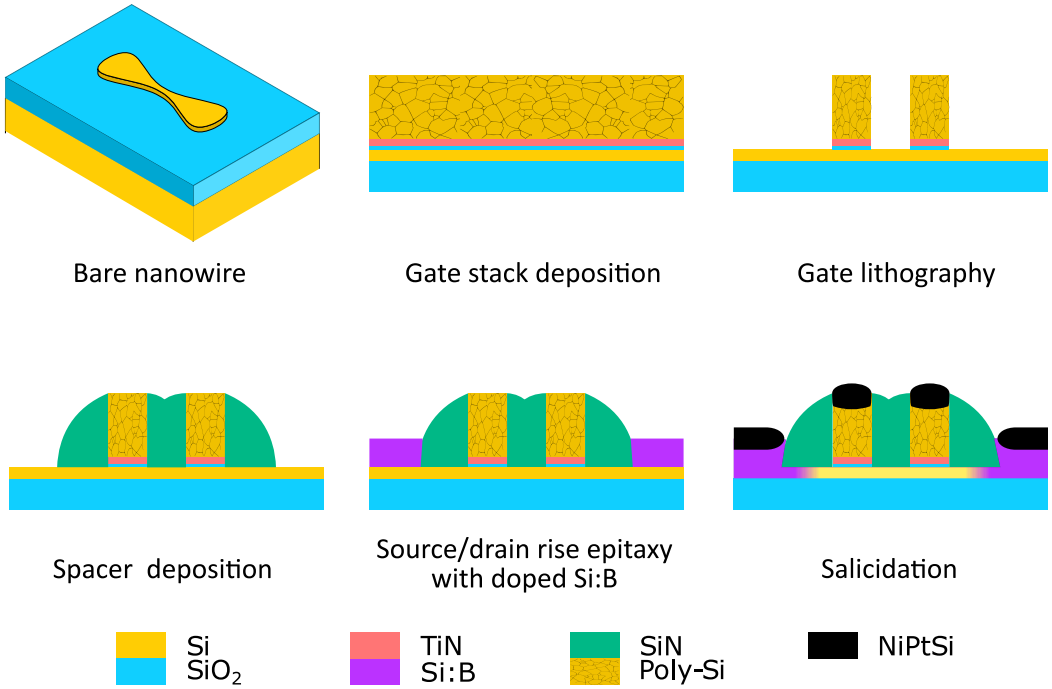 Bare nanowire
Gate stack deposition
Gate lithography
Spacer deposition
Source/drain rise epitaxy
with doped Si:B
Salicidation
Si
SiO₂
TiN
Si:B
SiN
Poly-Si
NiPtSi